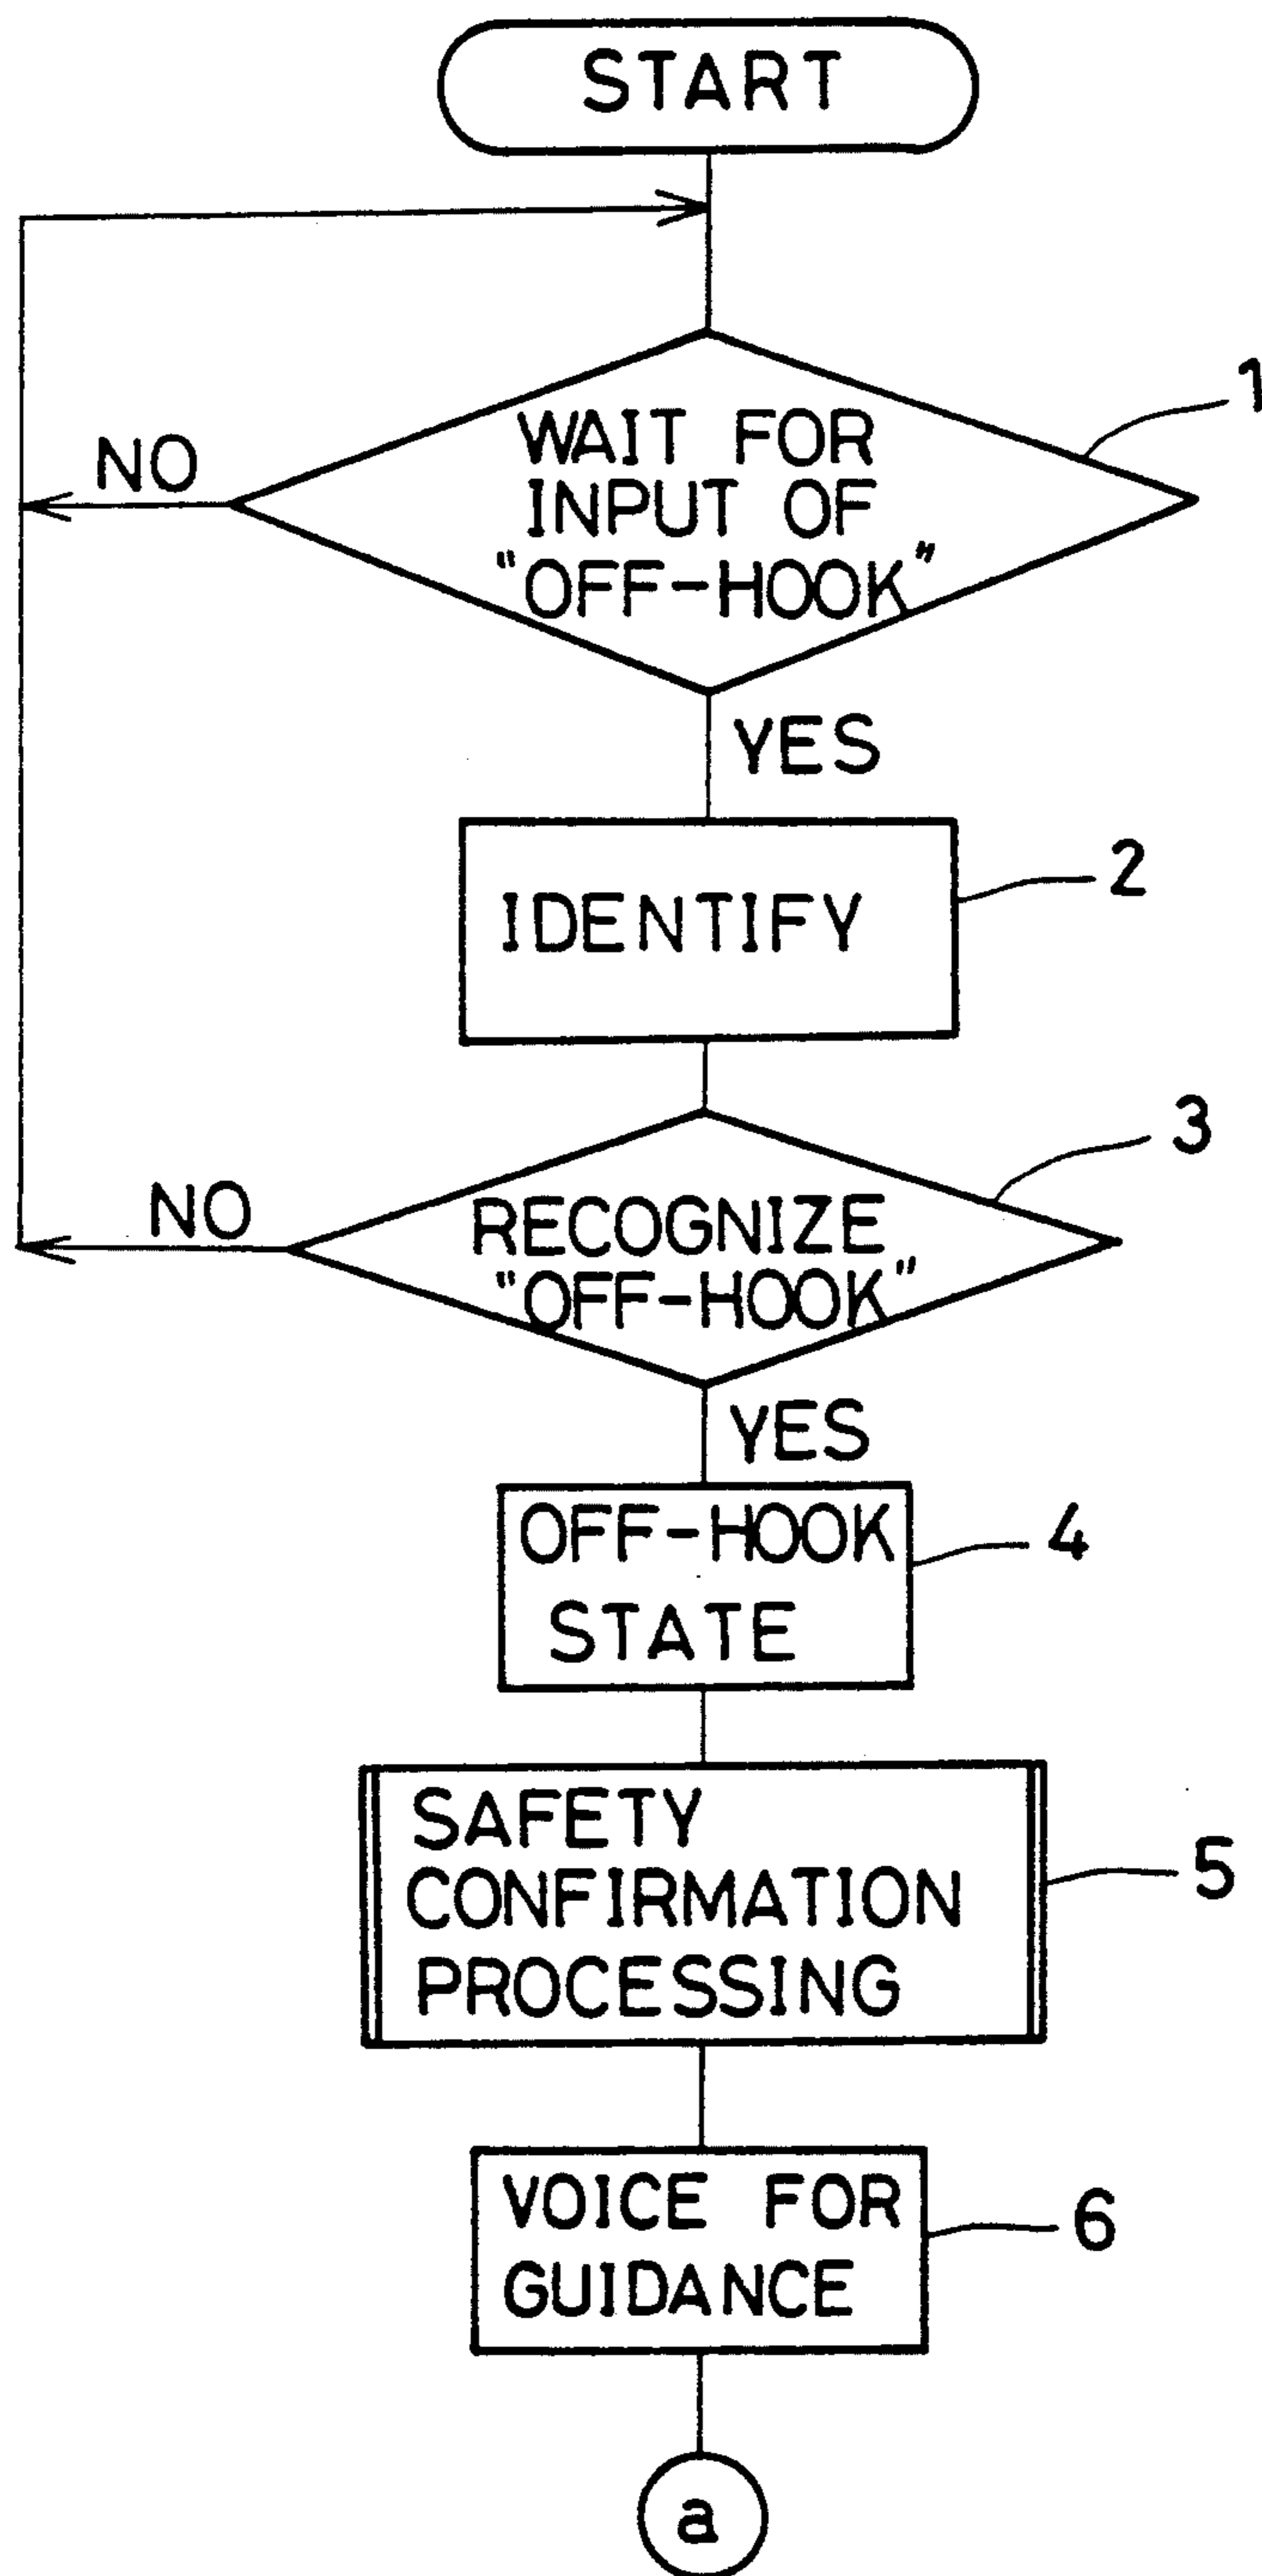 START
1
WAIT FOR
NO
INPUT OF
"OFF-HOOK"
YES
2
IDENTIFY
3
NO
RECOGNIZE
"OFF-HOOK"
YES
OFF-HOOK
4
STATE
SAFETY
CONFIRMATION
5
PROCESSING
VOICE FOR
6
GUIDANCE
a